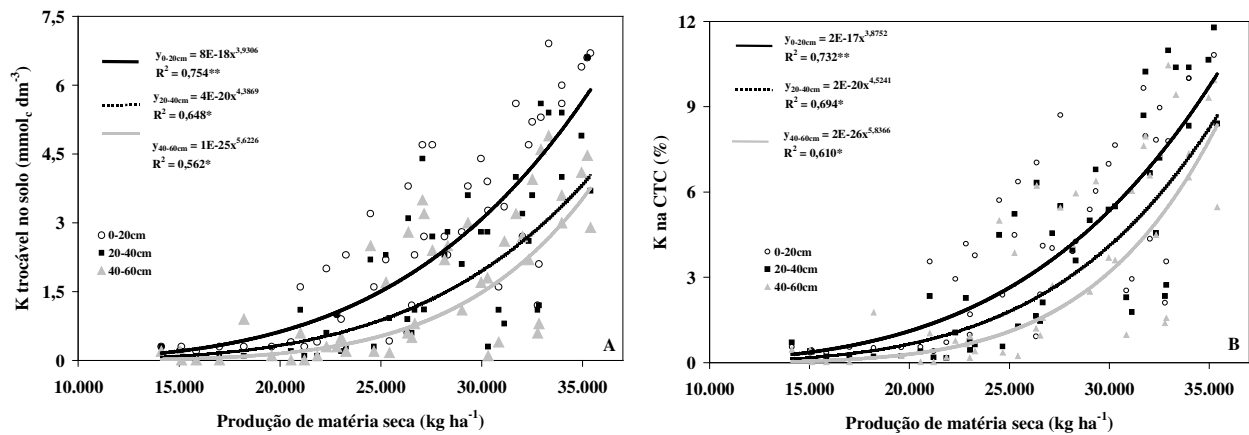 7,5
6
4,5
3
1,5
0
K trocável no solo (mmolc dm-3)
y0-20cm = 8E-18x3,9306
R2 = 0,754**
y20-40cm = 4E-20x4,3869
R2 = 0,648*
y40-60cm = 1E-25x5,6226
R2 = 0,562*
0-20cm
20-40cm
40-60cm
A
10.000 15.000 20.000 25.000 30.000 35.000
Produção de matéria seca (kg ha-1)
12
9
6
3
0
K na CTC (%)
y0-20cm = 2E-17x3,8752
R2 = 0,732**
y20-40cm = 2E-20x4,5241
R2 = 0,694*
y40-60cm = 2E-26x5,8366
R2 = 0,610*
0-20cm
20-40cm
40-60cm
B
10.000 15.000 20.000 25.000 30.000 35.000
Produção de matéria seca (kg ha-1)